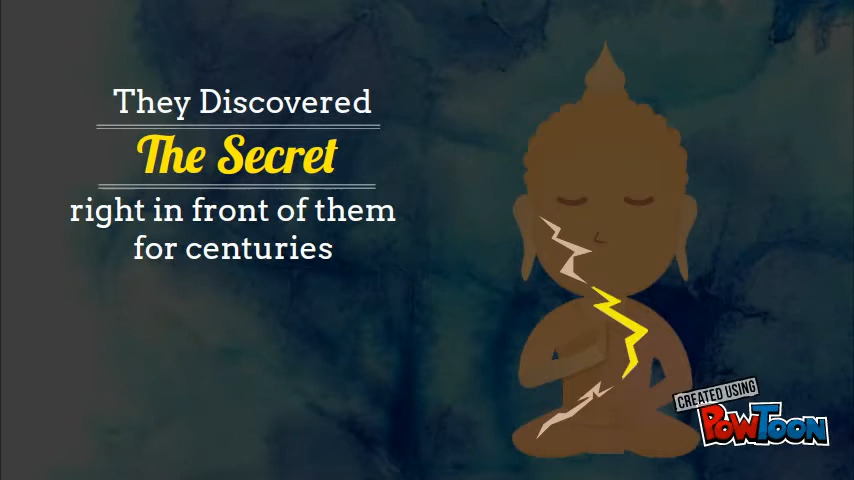 They Discovered
The Secret
right in front of them
for centuries
CREATED USING
POWTOON